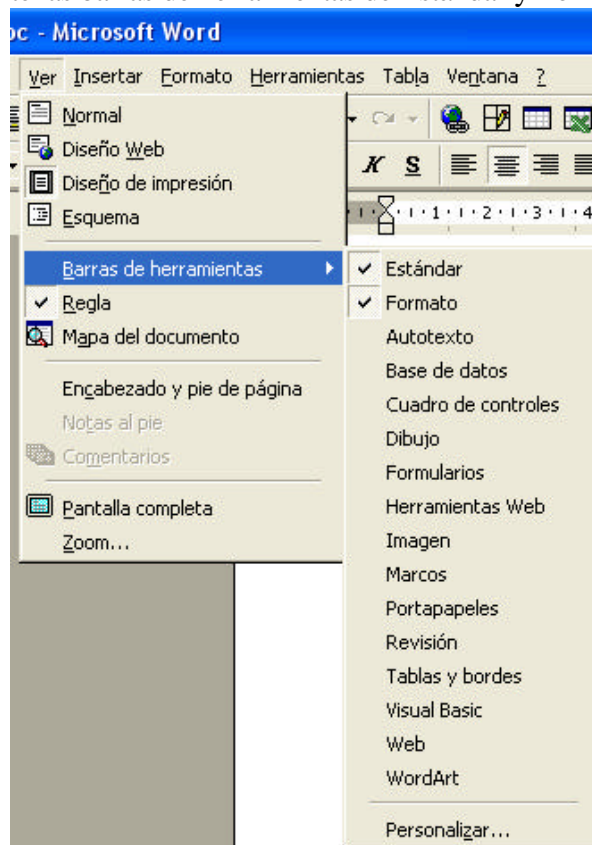 oc - Microsoft Word
Ver Insertar Formato Herramientas Tabla Ventana ?
Normal
Diseño Web
K S
Diseño de impresión
Esquema
1 · 2 · 3 · 4
Barras de herramientas
Estándar
Regla
Formato
Mapa del documento
Autotexto
Base de datos
Encabezado y pie de página
Cuadro de controles
Notas al pie
Dibujo
Comentarios
Formularios
Pantalla completa
Herramientas Web
Zoom...
Imagen
Marcos
Portapapeles
Revisión
Tablas y bordes
Visual Basic
Web
WordArt
Personalizar...